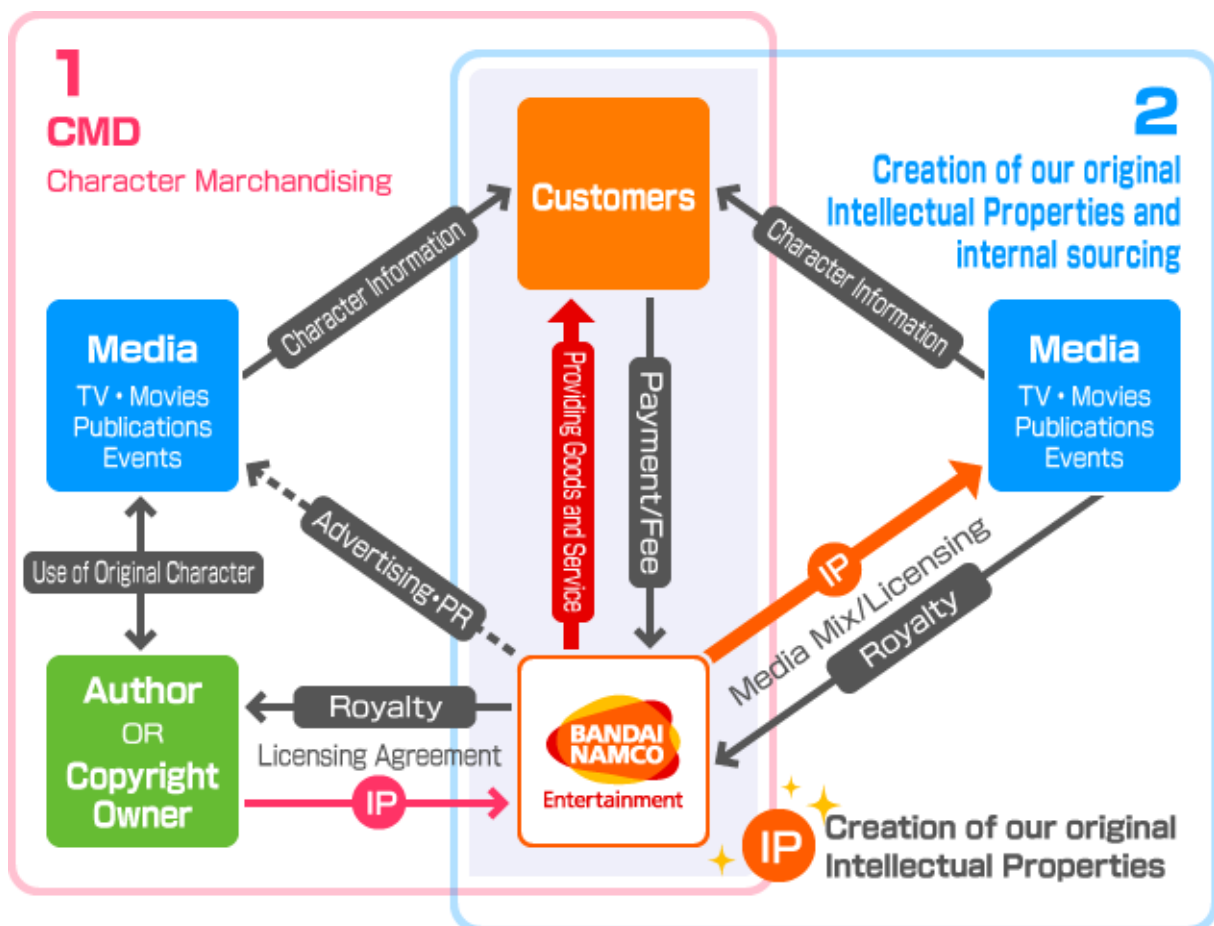 1
CMD
Character Marchandising
2
Creation of our original
Intellectual Properties and
internal sourcing
Customers
Character Information
Character Information
Media
TV・Movies
Publications
Events
Media
TV・Movies
Publications
Events
Providing Goods and Service
Payment/Fee
Use of Original Character
Advertising・PR
IP
Media Mix/Licensing
Royalty
Author
OR
Copyright
Owner
Royalty
Licensing Agreement
IP
BANDAI
NAMCO
Entertainment
IP
Creation of our original
Intellectual Properties